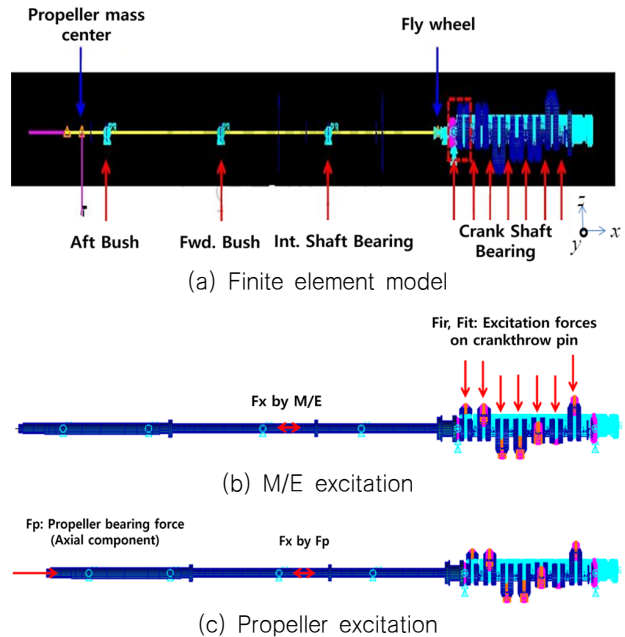 Propeller mass
center
Fly wheel
Aft Bush
Fwd. Bush
Int. Shaft Bearing
Crank Shaft
Bearing
z
x
y
(a) Finite element model
Fir, Fit: Excitation forces
on crankthrow pin
Fx by M/E
(b) M/E excitation
Fp: Propeller bearing force
(Axial component)
Fx by Fp
(c) Propeller excitation